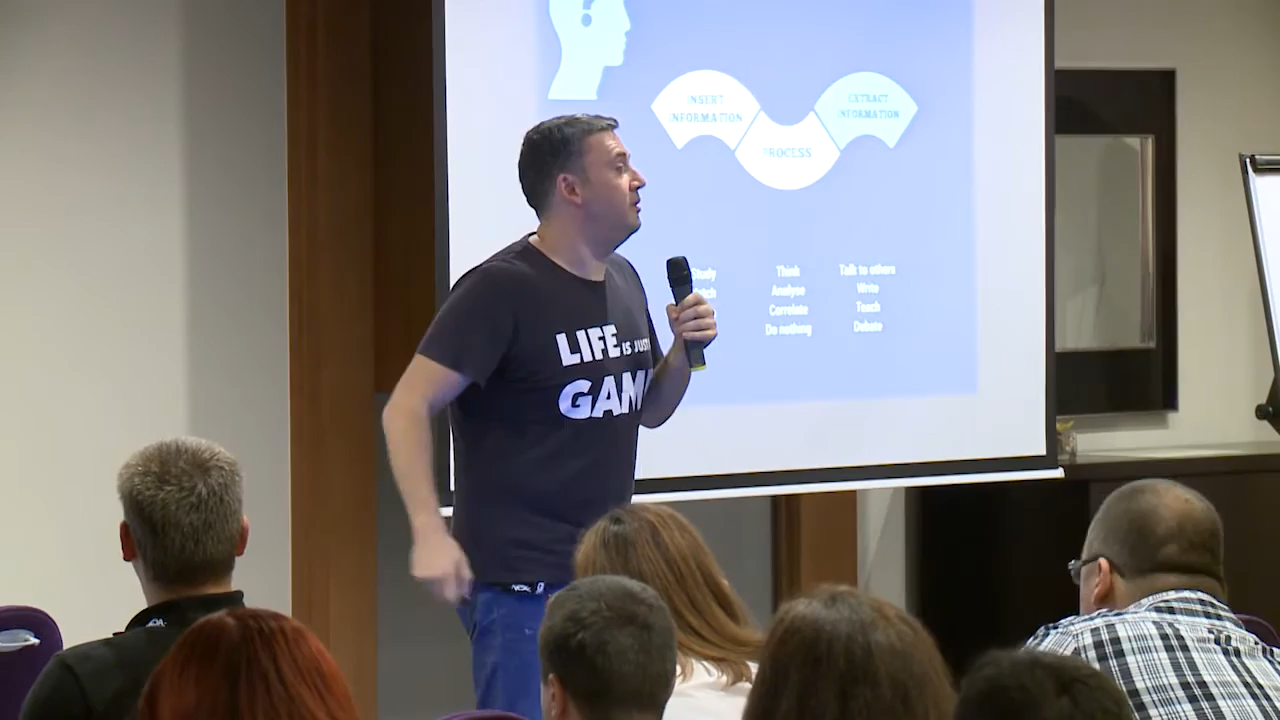 ?
INSERT
INFORMATION
PROCESS
EXTRACT
INFORMATION
Study
Think
Analyse
Correlate
Do nothing
Talk to others
Write
Teach
Debate
LIFE IS JUST
GAM